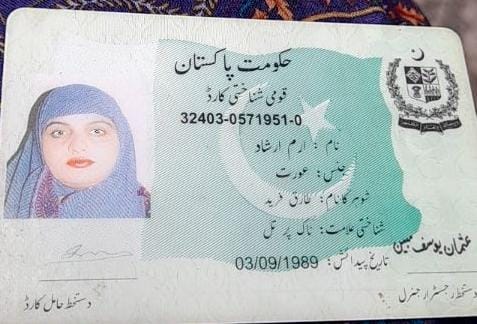 حکومت پاکستان
قومی شناختی کارڈ
32403-0571951-0
نام : ارم ارشاد
جنس: عورت
شوہر کا نام: طارق فرید
شناختی علامت: ناک پر تل
تاریخ پیدائش: 03/09/1989
عثمان یوسف مبین
دستخط رجسٹرار جنرل
دستخط حامل کارڈ